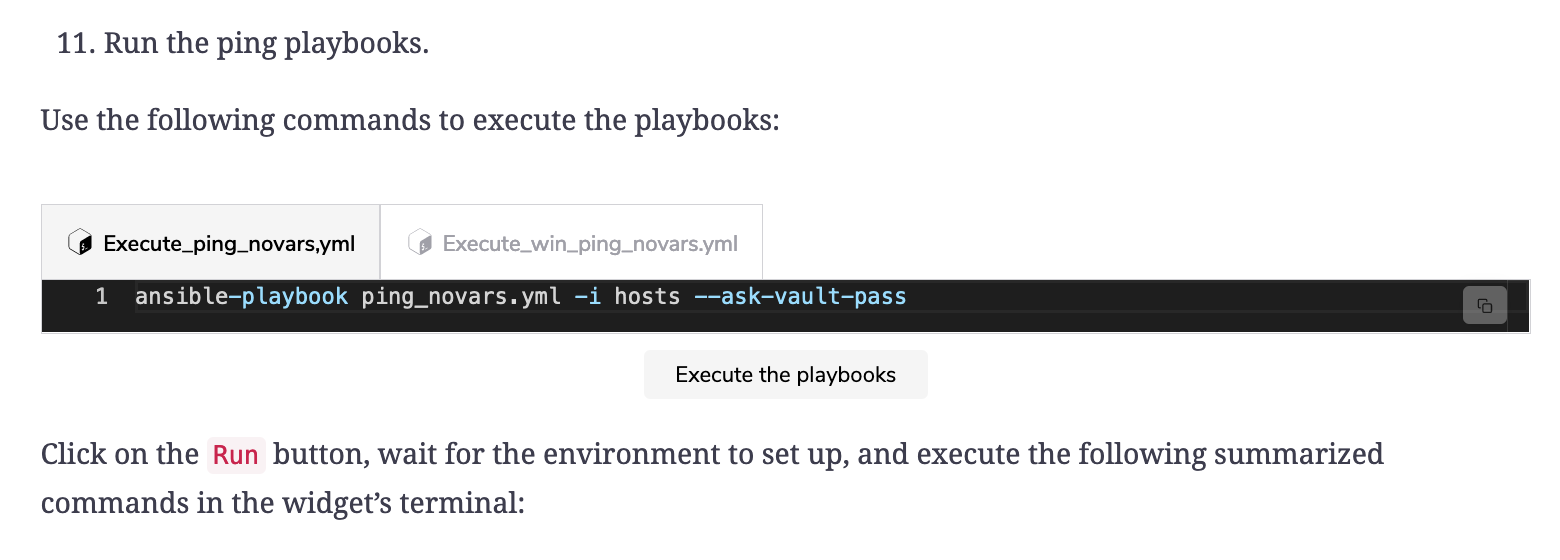 11. Run the ping playbooks.
Use the following commands to execute the playbooks:
Execute_ping_novars,yml
Execute_win_ping_novars.yml
1 ansible-playbook ping_novars.yml -i hosts --ask-vault-pass
Execute the playbooks
Click on the Run button, wait for the environment to set up, and execute the following summarized
commands in the widget’s terminal: